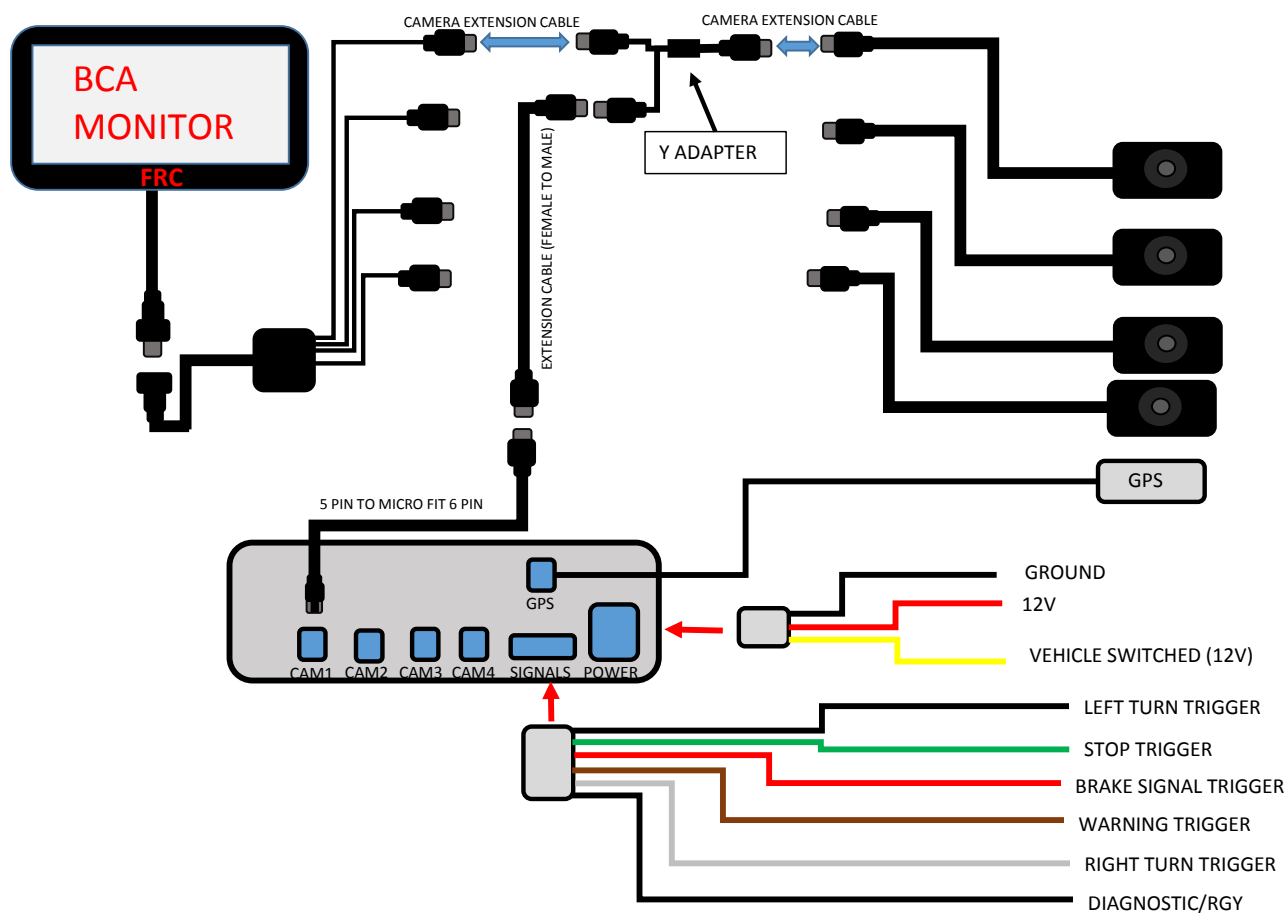 CAMERA EXTENSION CABLE
CAMERA EXTENSION CABLE
BCA
MONITOR
FRC
Y ADAPTER
EXTENSION CABLE (FEMALE TO MALE)
5 PIN TO MICRO FIT 6 PIN
GPS
GPS
CAM1
CAM2
CAM3
CAM4
SIGNALS
POWER
GROUND
12V
VEHICLE SWITCHED (12V)
LEFT TURN TRIGGER
STOP TRIGGER
BRAKE SIGNAL TRIGGER
WARNING TRIGGER
RIGHT TURN TRIGGER
DIAGNOSTIC/RGY